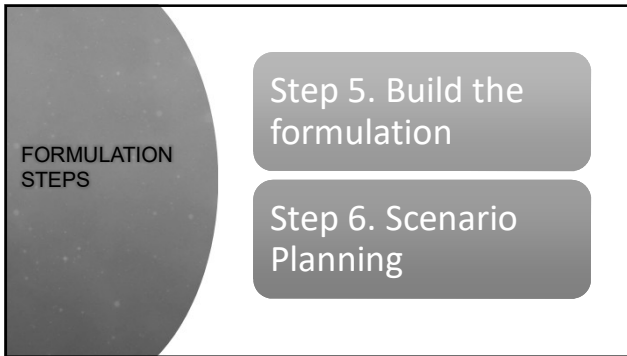 FORMULATION
STEPS
Step 5. Build the
formulation
Step 6. Scenario
Planning